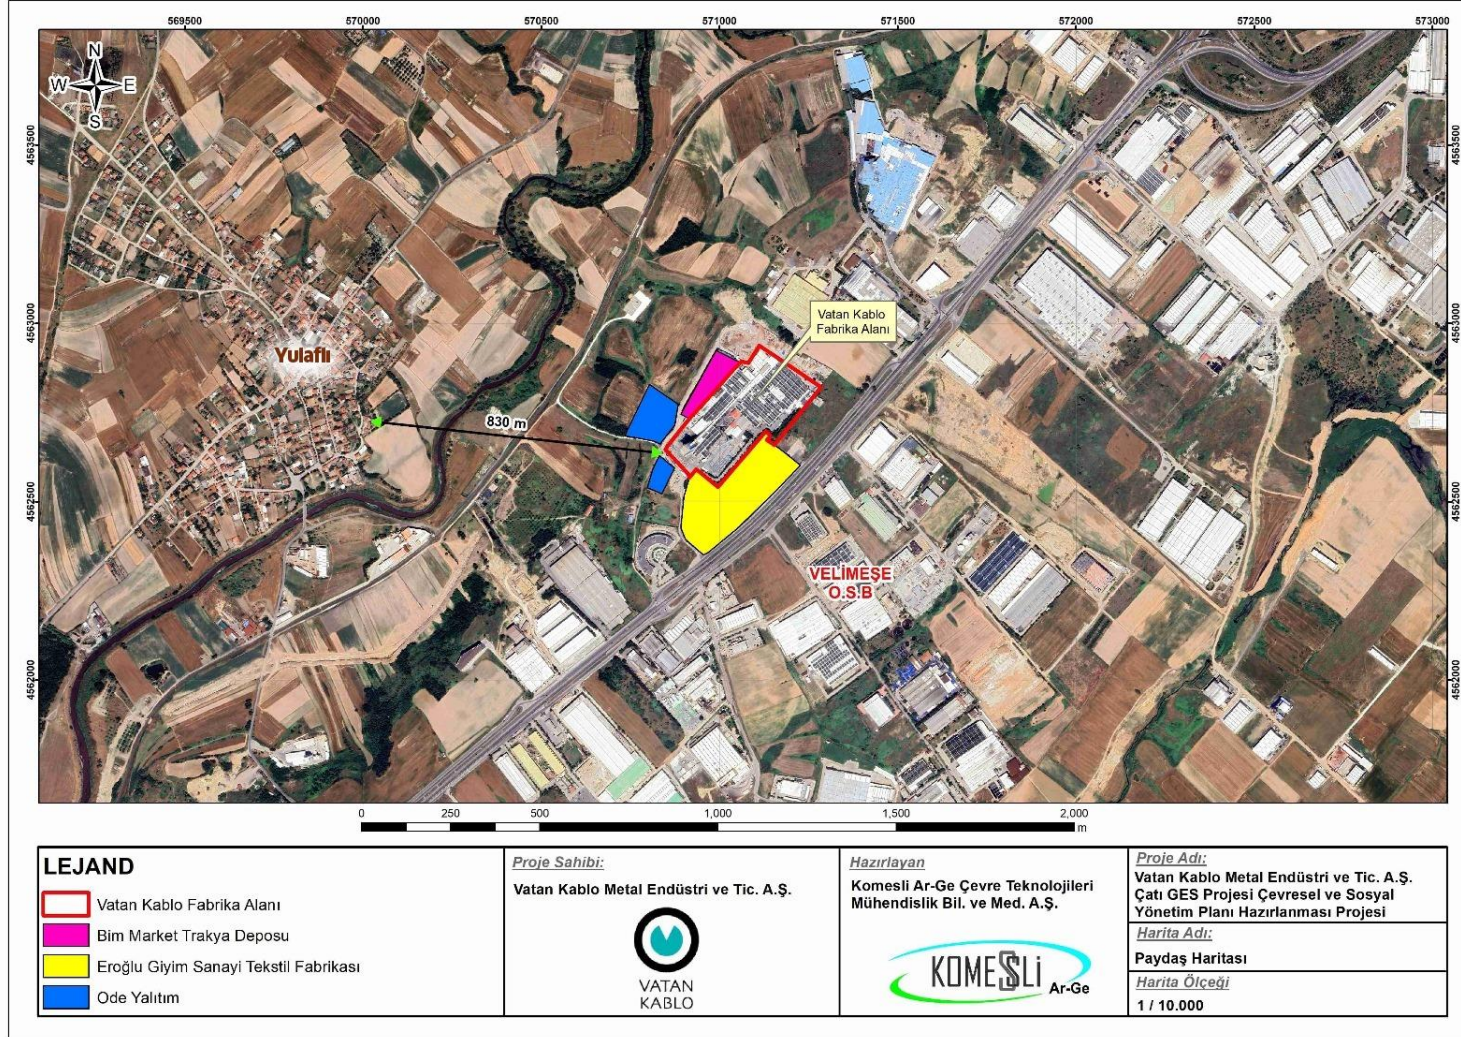 569500 570000 570500 571000 571500 572000 572500 573000
N
W E
S
4563500 4563500
4563000 4563000
Vatan Kablo
Fabrika Alanı
Yulaflı
830 m
4562500 4562500
VELİMEŞE
O.S.B
4562000 4562000
0 250 500 1,000 1,500 2,000
m
LEJAND
Vatan Kablo Fabrika Alanı
Bim Market Trakya Deposu
Eroğlu Giyim Sanayi Tekstil Fabrikası
Ode Yalıtım
Proje Sahibi:
Vatan Kablo Metal Endüstri ve Tic. A.Ş.
VATAN
KABLO
Hazırlayan
Komesli Ar-Ge Çevre Teknolojileri
Mühendislik Bil. ve Med. A.Ş.
KOMESLİ
Ar-Ge
Proje Adı:
Vatan Kablo Metal Endüstri ve Tic. A.Ş.
Çatı GES Projesi Çevresel ve Sosyal
Yönetim Planı Hazırlanması Projesi
Harita Adı:
Paydaş Haritası
Harita Ölçeği
1 / 10.000